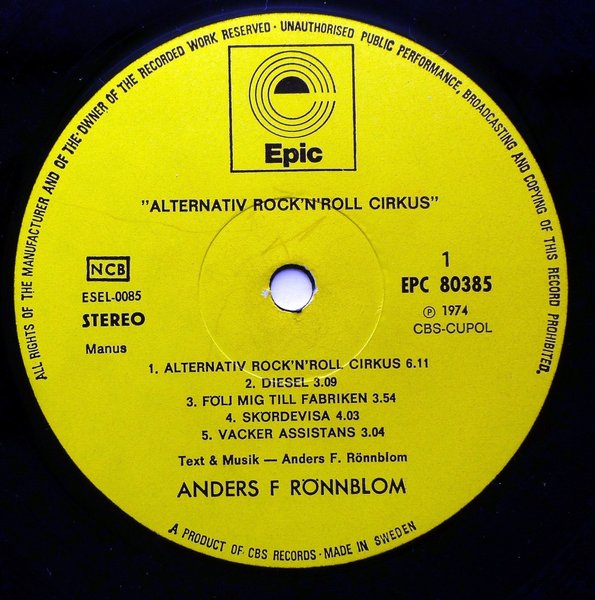 ALL RIGHTS OF THE MANUFACTURER AND OF THE OWNER OF THE RECORDED WORK RESERVED · UNAUTHORISED PUBLIC PERFORMANCE, BROADCASTING AND COPYING OF THIS RECORD PROHIBITED.
Epic
"ALTERNATIV ROCK'N'ROLL CIRKUS"
NCB
ESEL-0085
STEREO
Manus
1
EPC 80385
Ⓟ 1974
CBS-CUPOL
1. ALTERNATIV ROCK'N'ROLL CIRKUS 6.11
2. DIESEL 3.09
3. FÖLJ MIG TILL FABRIKEN 3.54
4. SKÖRDEVISA 4.03
5. VACKER ASSISTANS 3.04
Text & Musik — Anders F. Rönnblom
ANDERS F RÖNNBLOM
A PRODUCT OF CBS RECORDS · MADE IN SWEDEN